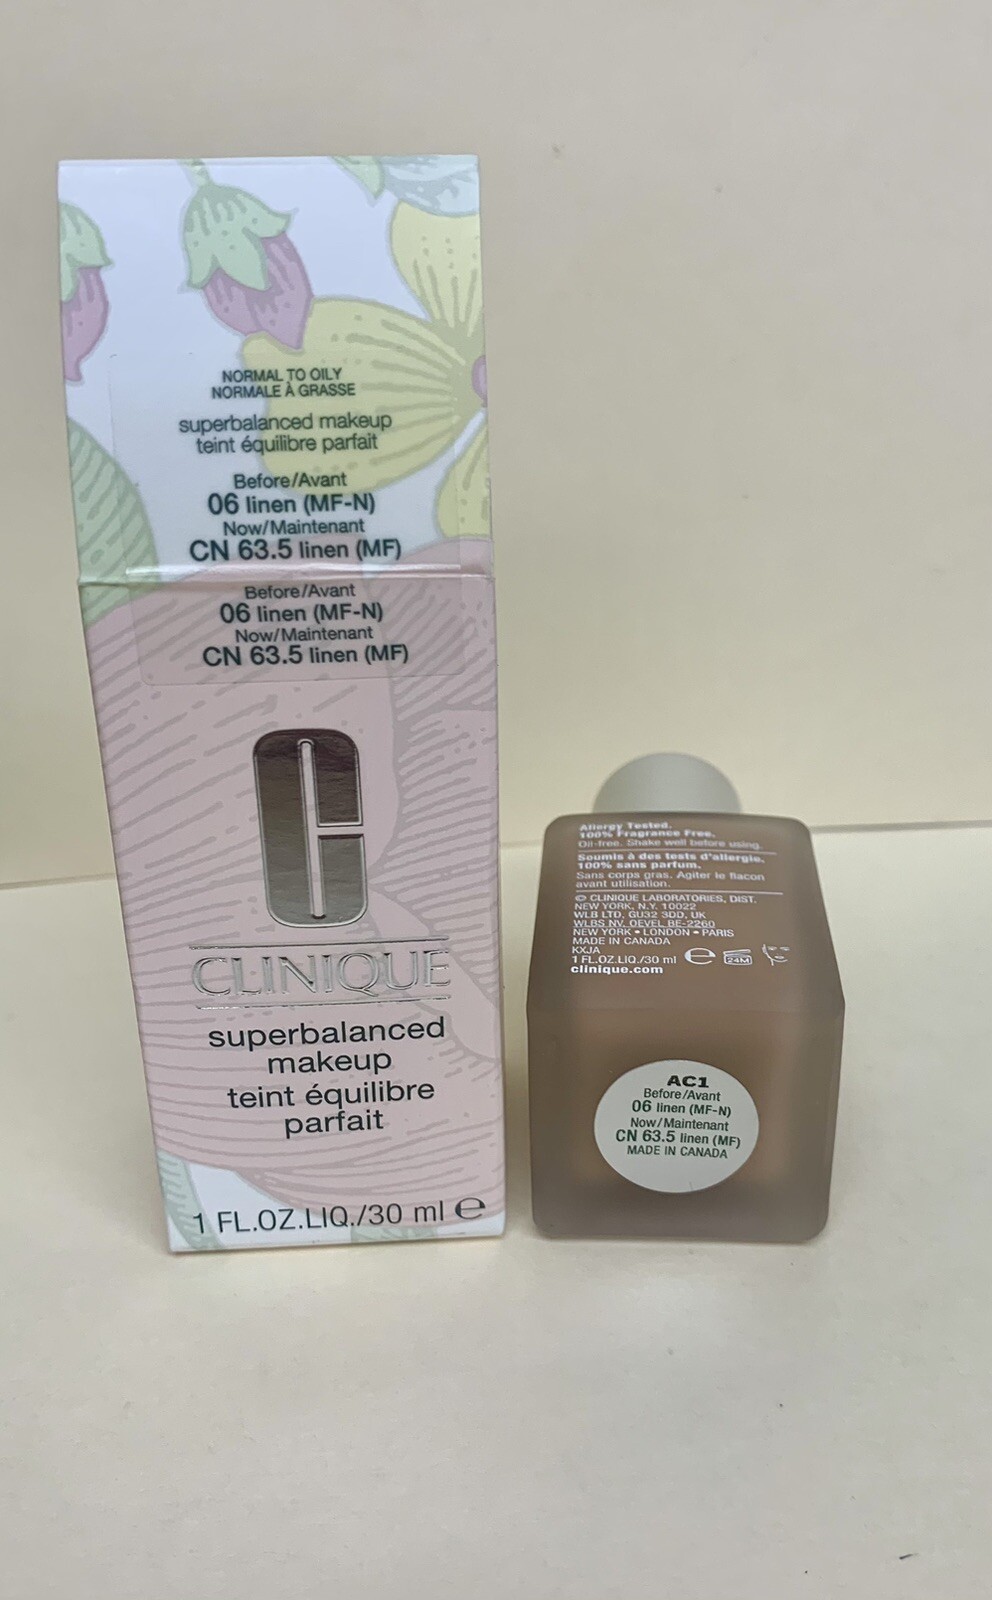 NORMAL TO OILY
NORMALE À GRASSE
superbalanced makeup
teint équilibre parfait
Before/Avant
06 linen (MF-N)
Now/Maintenant
CN 63.5 linen (MF)
Before/Avant
06 linen (MF-N)
Now/Maintenant
CN 63.5 linen (MF)
CLINIQUE
superbalanced
makeup
teint équilibre
parfait
1 FL.OZ.LIQ./30 ml e
Allergy Tested.
100% Fragrance Free.
Oil-free. Shake well before using.
Soumis à des tests d'allergie.
100% sans parfum.
Sans corps gras. Agiter le flacon
avant utilisation.
© CLINIQUE LABORATORIES, DIST.
NEW YORK, N.Y. 10022
WLB LTD, GU32 3DD, UK
WLBS NV, OEVEL BE-2260
NEW YORK • LONDON • PARIS
MADE IN CANADA
KXJA
1 FL.OZ.LIQ./30 ml e 24M
clinique.com
AC1
Before/Avant
06 linen (MF-N)
Now/Maintenant
CN 63.5 linen (MF)
MADE IN CANADA